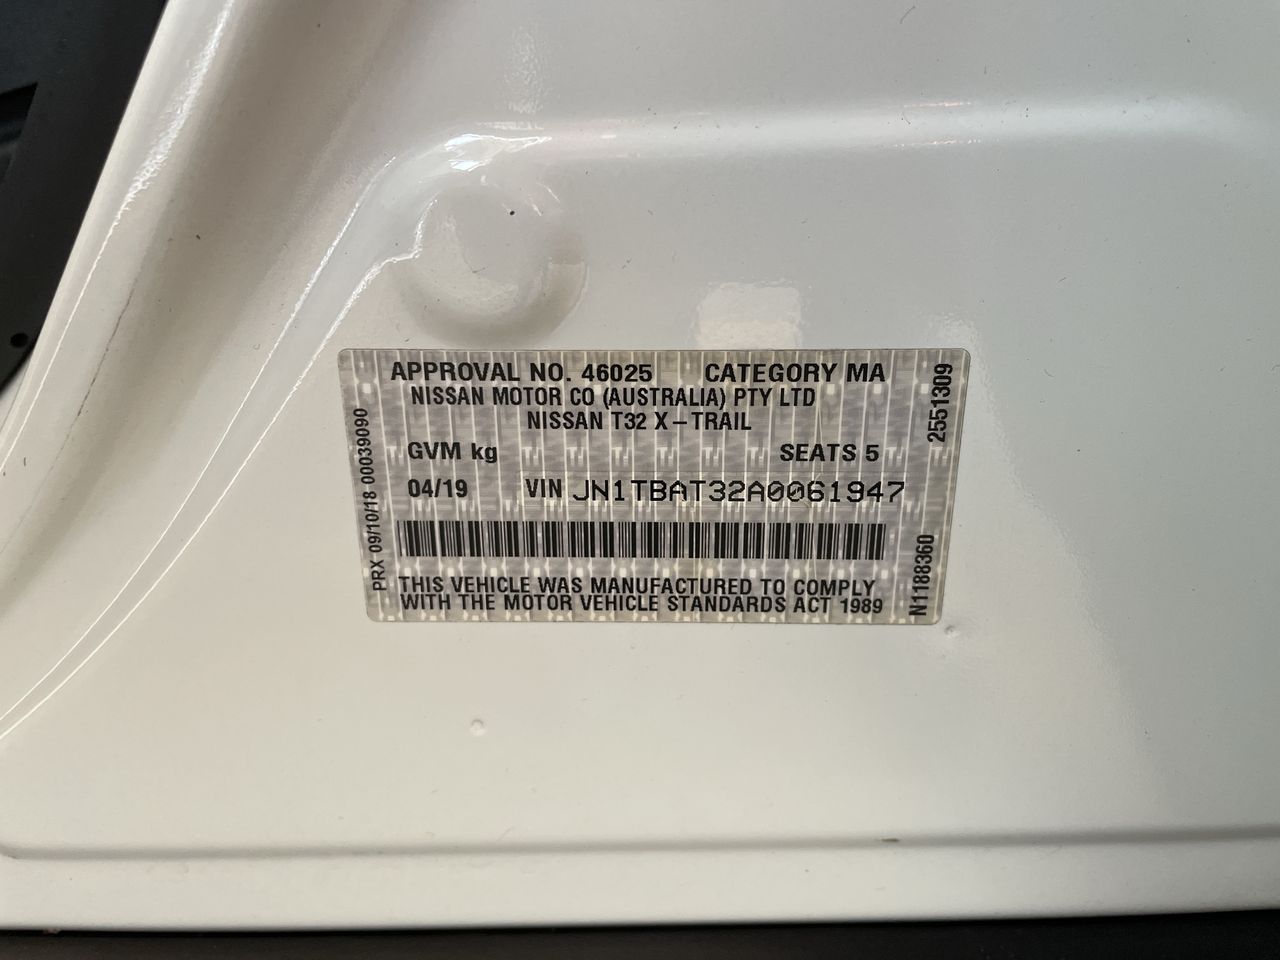 APPROVAL NO. 46025 CATEGORY MA
NISSAN MOTOR CO (AUSTRALIA) PTY LTD
NISSAN T32 X-TRAIL
GVM kg SEATS 5
04/19 VIN JN1TBAT32A0061947
THIS VEHICLE WAS MANUFACTURED TO COMPLY
WITH THE MOTOR VEHICLE STANDARDS ACT 1989
PRX 09/10/18 00039090
2551309
N1188360